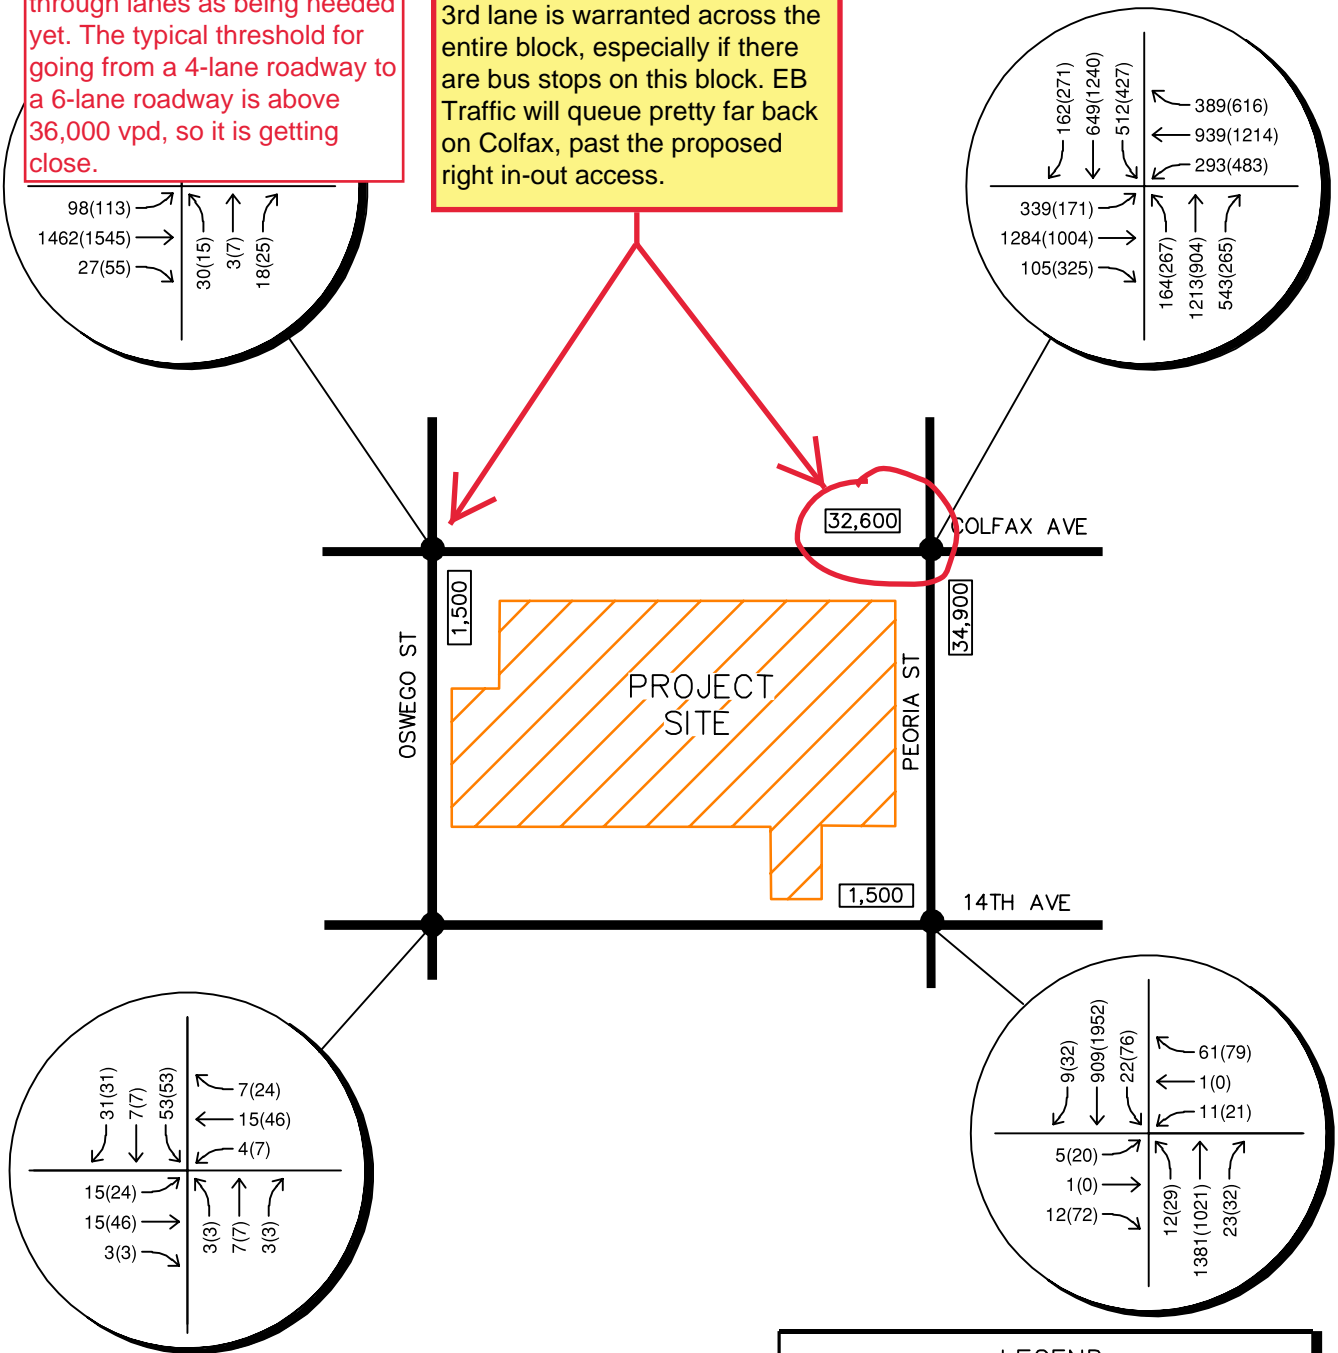 through lanes as being needed
yet. The typical threshold for
going from a 4-lane roadway to
a 6-lane roadway is above
36,000 vpd, so it is getting
close.
3rd lane is warranted across the
entire block, especially if there
are bus stops on this block. EB
Traffic will queue pretty far back
on Colfax, past the proposed
right in-out access.
98(113)
1462(1545)
27(55)
30(15)
3(7)
18(25)
162(271)
649(1240)
512(427)
389(616)
939(1214)
293(483)
339(171)
1284(1004)
105(325)
164(267)
1213(904)
543(265)
32,600
COLFAX AVE
1,500
34,900
OSWEGO ST
PROJECT
SITE
PEORIA ST
1,500
14TH AVE
31(31)
7(7)
53(53)
7(24)
15(46)
4(7)
15(24)
15(46)
3(3)
3(3)
7(7)
3(3)
9(32)
909(1952)
22(76)
61(79)
1(0)
11(21)
5(20)
1(0)
12(72)
12(29)
1381(1021)
23(32)
LEGEND